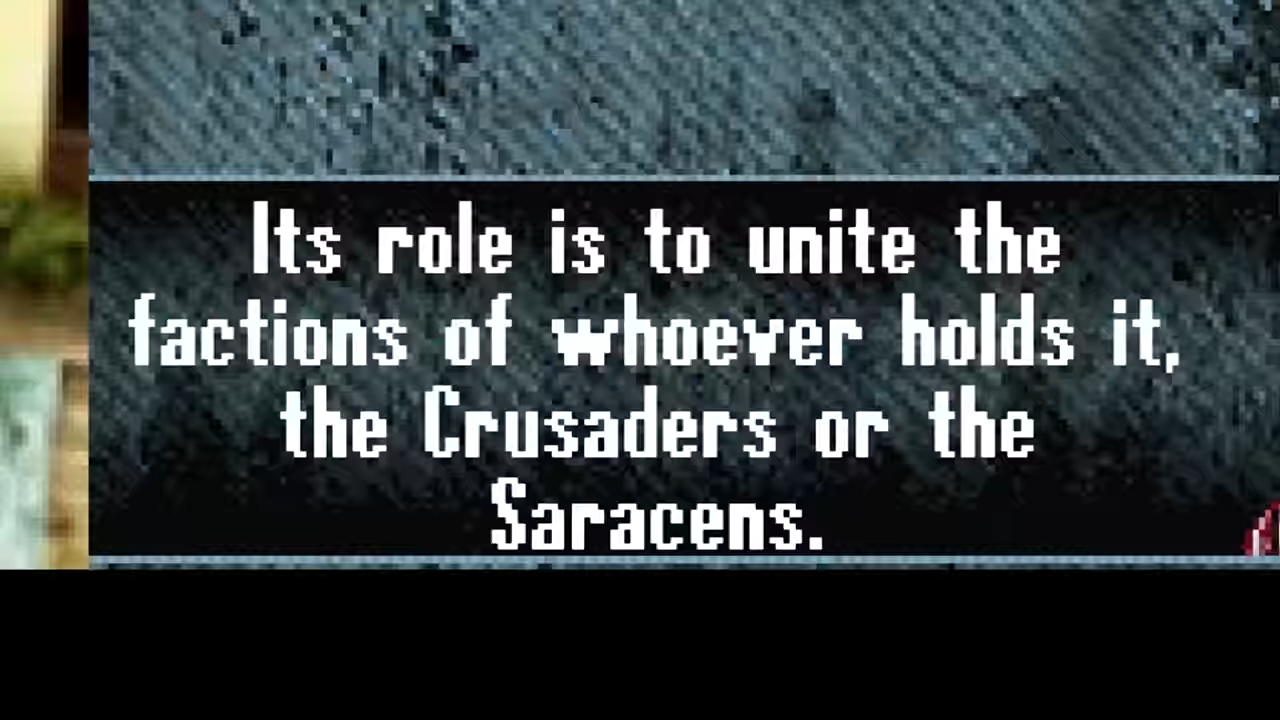 Its role is to unite the
factions of whoever holds it,
the Crusaders or the
Saracens.